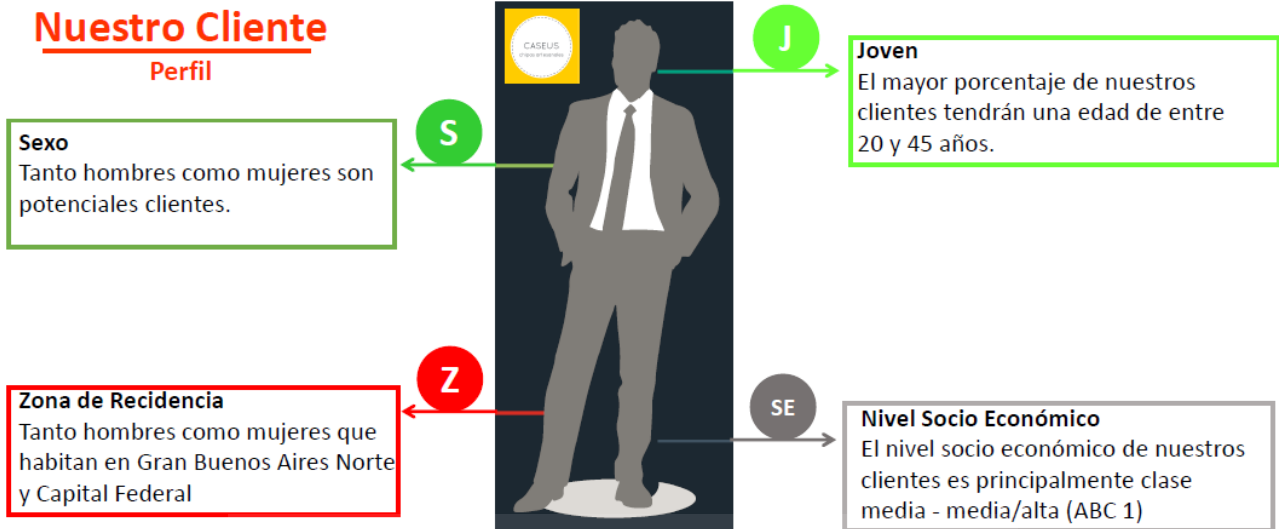 Nuestro Cliente
Perfil
CASEUS
S
Sexo
Tanto hombres como mujeres son
potenciales clientes.
J
Joven
El mayor porcentaje de nuestros
clientes tendrán una edad de entre
20 y 45 años.
Z
Zona de Recidencia
Tanto hombres como mujeres que
habitan en Gran Buenos Aires Norte
y Capital Federal
SE
Nivel Socio Económico
El nivel socio económico de nuestros
clientes es principalmente clase
media - media/alta (ABC 1)